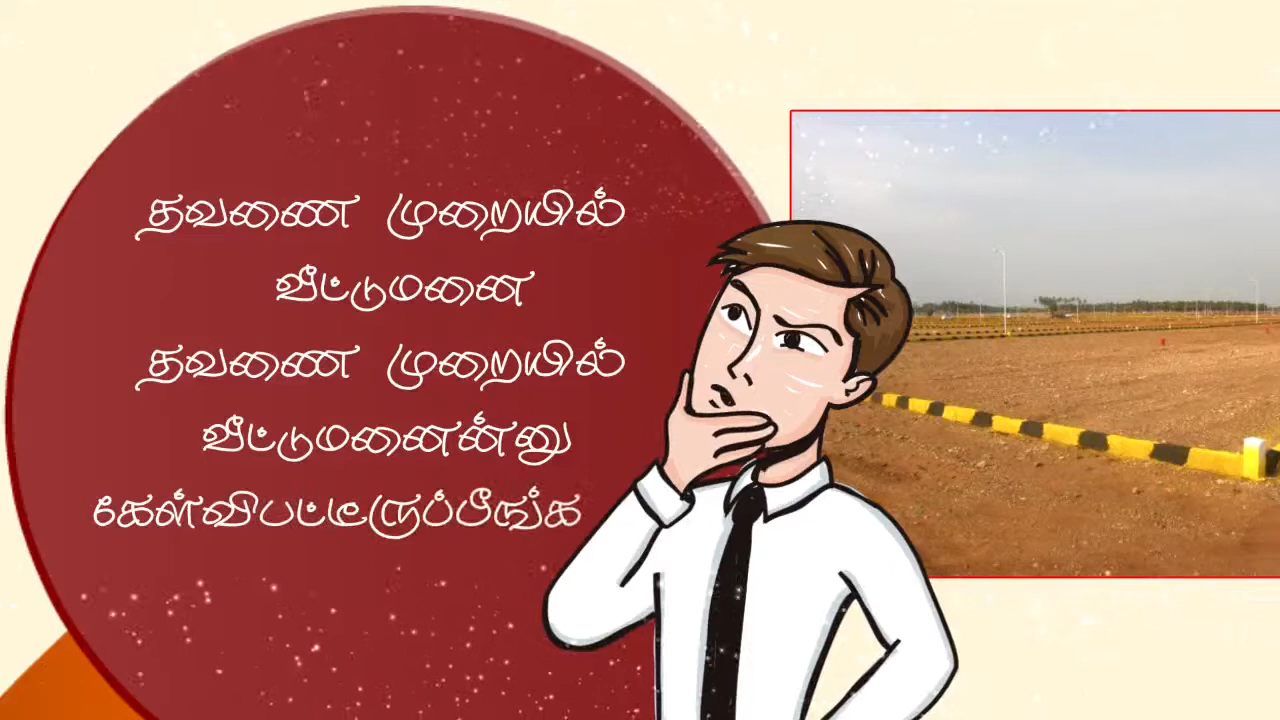 தவணை முறையில்
வீட்டுமனை
தவணை முறையில்
வீட்டுமனைன்னு
கேள்விபட்டீருப்பீங்க